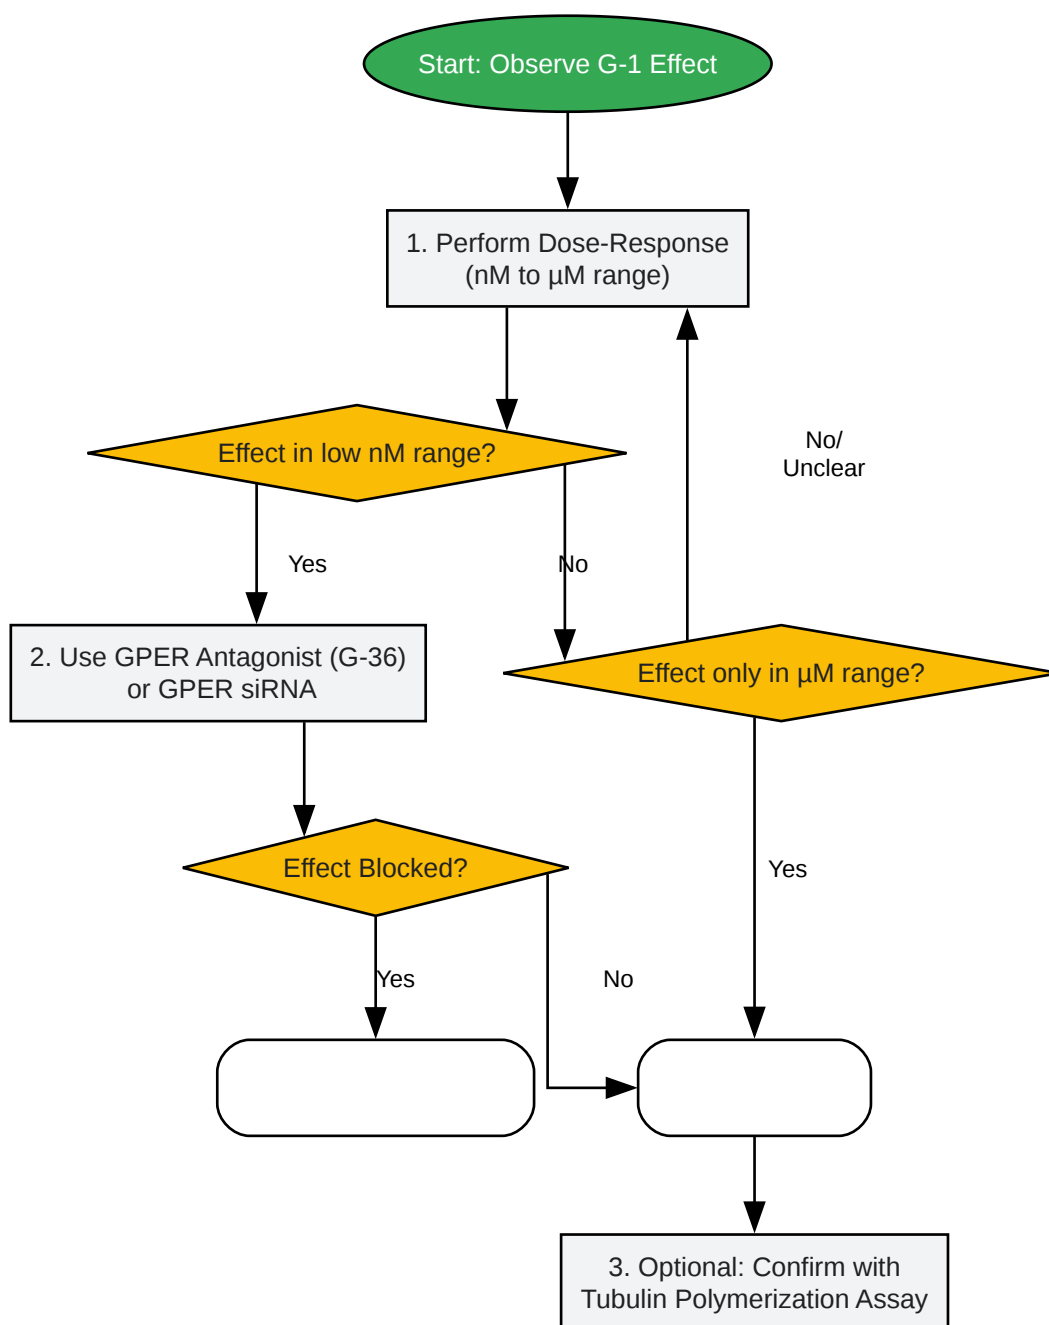 Start: Observe G-1 Effect
1. Perform Dose-Response
(nM to µM range)
No/
Unclear
Effect in low nM range?
Yes
No
2. Use GPER Antagonist (G-36)
or GPER siRNA
Effect only in µM range?
Effect Blocked?
Yes
Yes
No
3. Optional: Confirm with
Tubulin Polymerization Assay